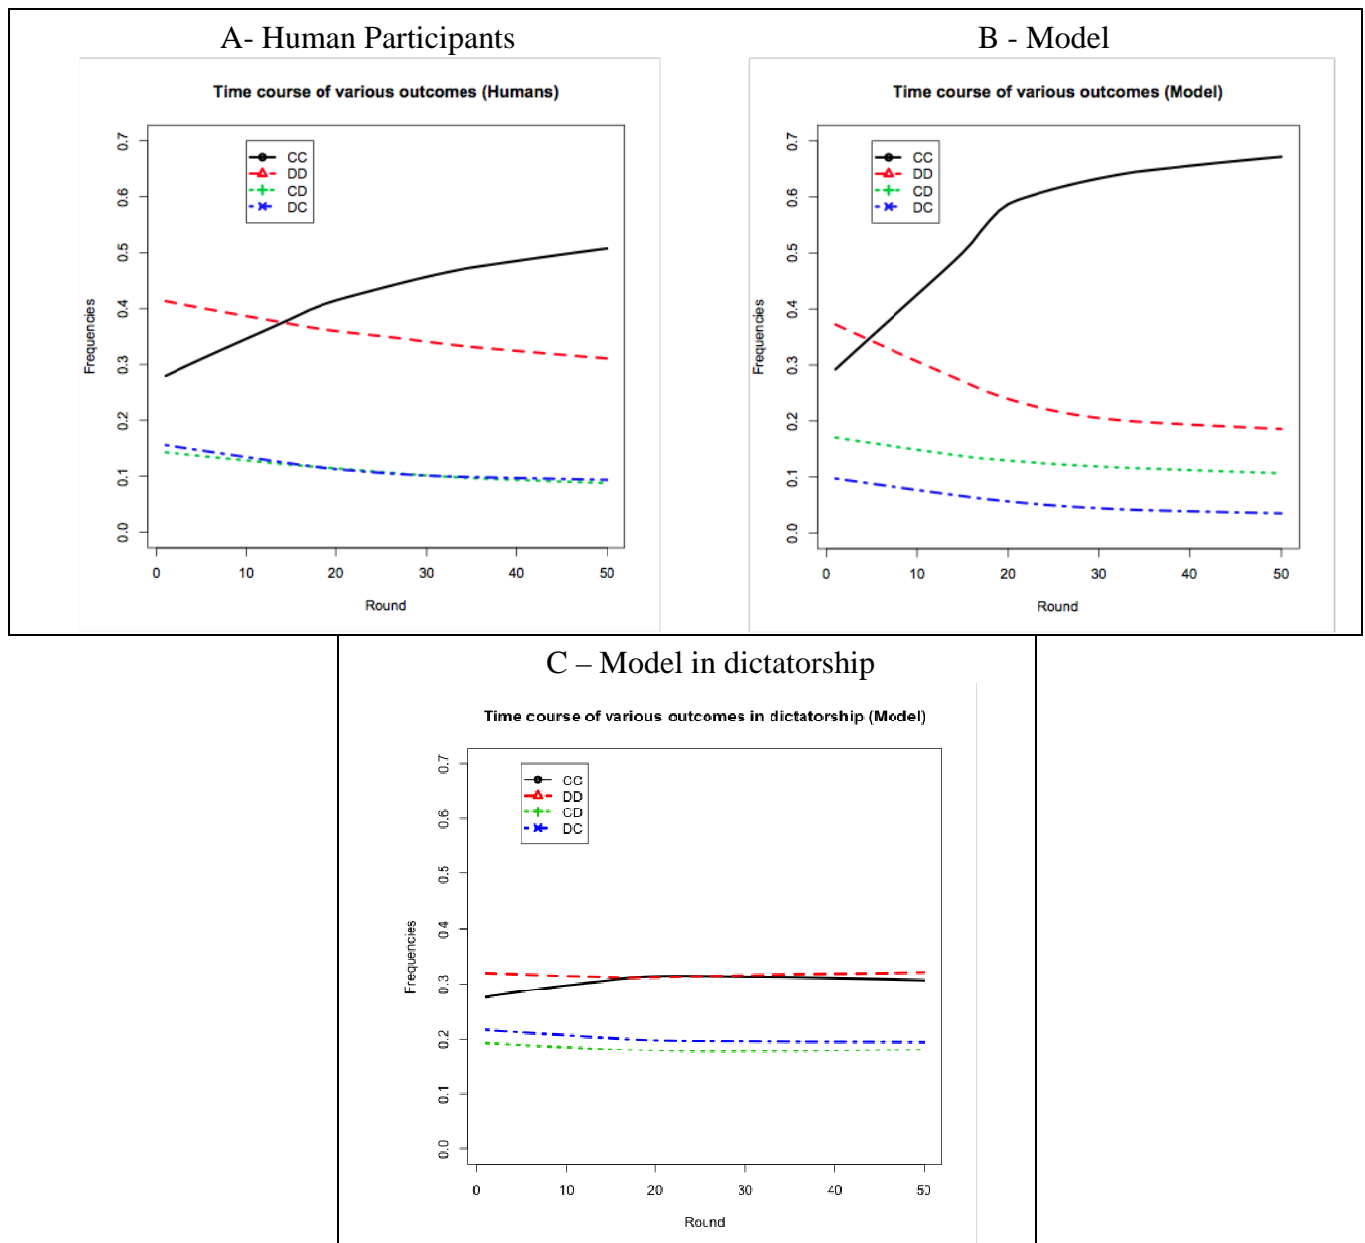 A- Human Participants
Time course of various outcomes (Humans)
CC
DD
CD
DC
0.7
0.6
0.5
0.4
0.3
0.2
0.1
0.0
Frequencies
0 10 20 30 40 50
Round
B - Model
Time course of various outcomes (Model)
CC
DD
CD
DC
0.7
0.6
0.5
0.4
0.3
0.2
0.1
0.0
Frequencies
0 10 20 30 40 50
Round
C – Model in dictatorship
Time course of various outcomes in dictatorship (Model)
CC
DD
CD
DC
0.7
0.6
0.5
0.4
0.3
0.2
0.1
0.0
Frequencies
0 10 20 30 40 50
Round